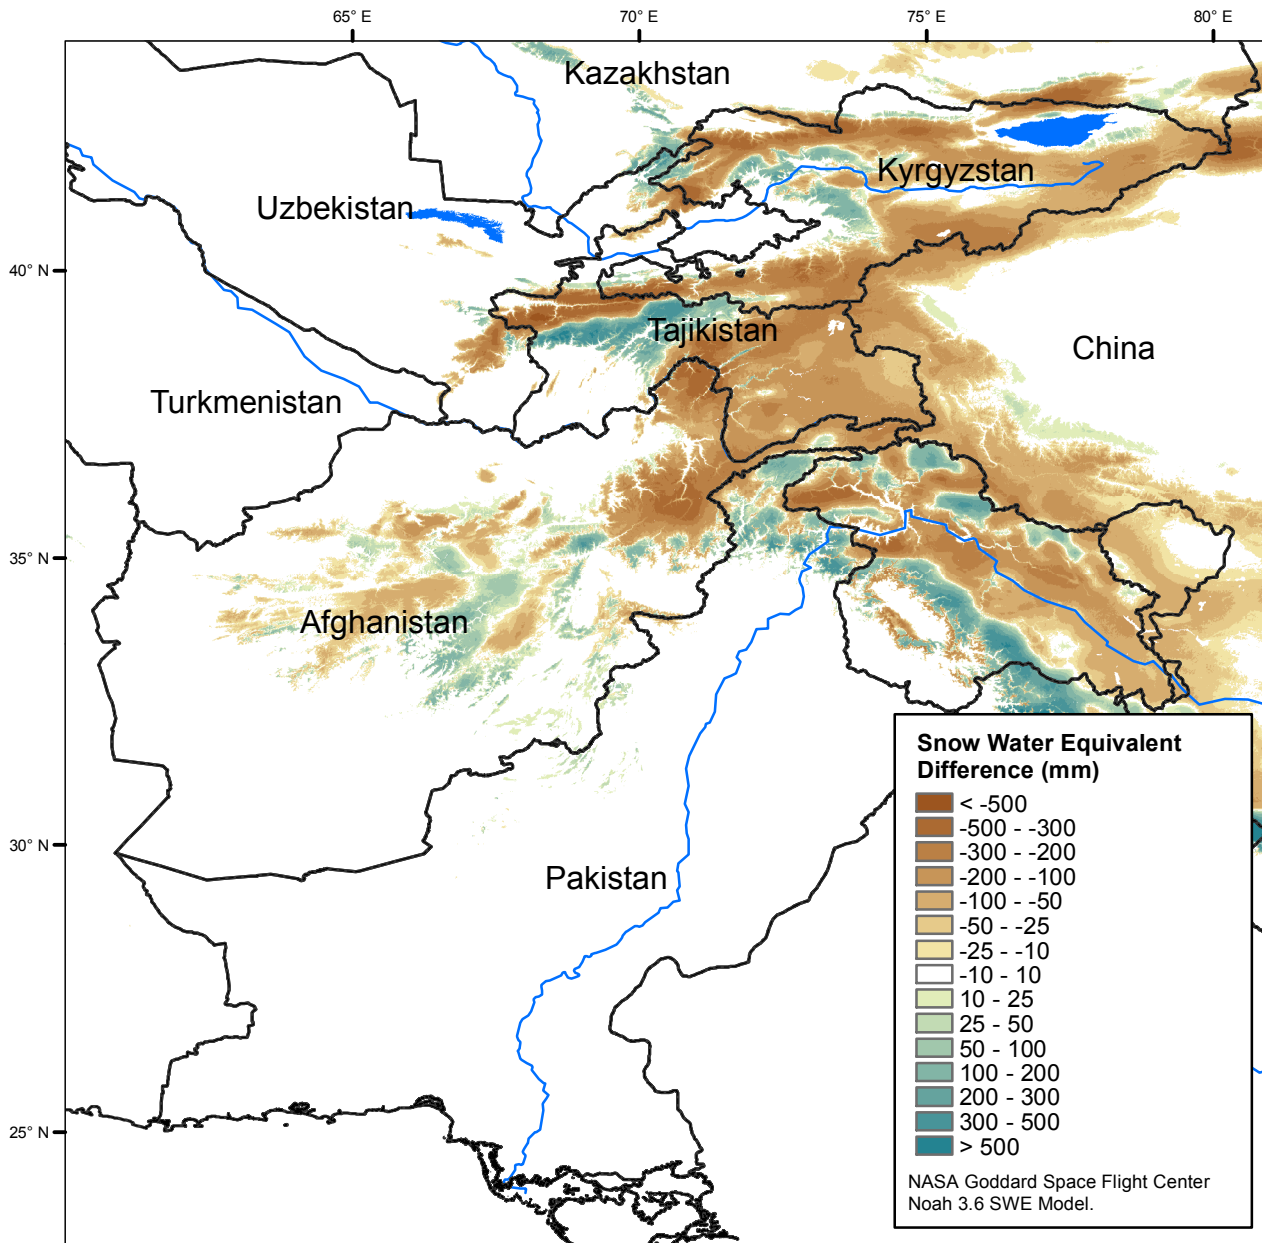 65° E
70° E
75° E
80° E
Kazakhstan
Kyrgyzstan
Uzbekistan
40° N
Tajikistan
China
Turkmenistan
35° N
Afghanistan
Snow Water Equivalent
Difference (mm)
< -500
-500 - -300
-300 - -200
-200 - -100
-100 - -50
-50 - -25
-25 - -10
-10 - 10
10 - 25
25 - 50
50 - 100
100 - 200
200 - 300
300 - 500
> 500
30° N
Pakistan
25° N
NASA Goddard Space Flight Center
Noah 3.6 SWE Model.